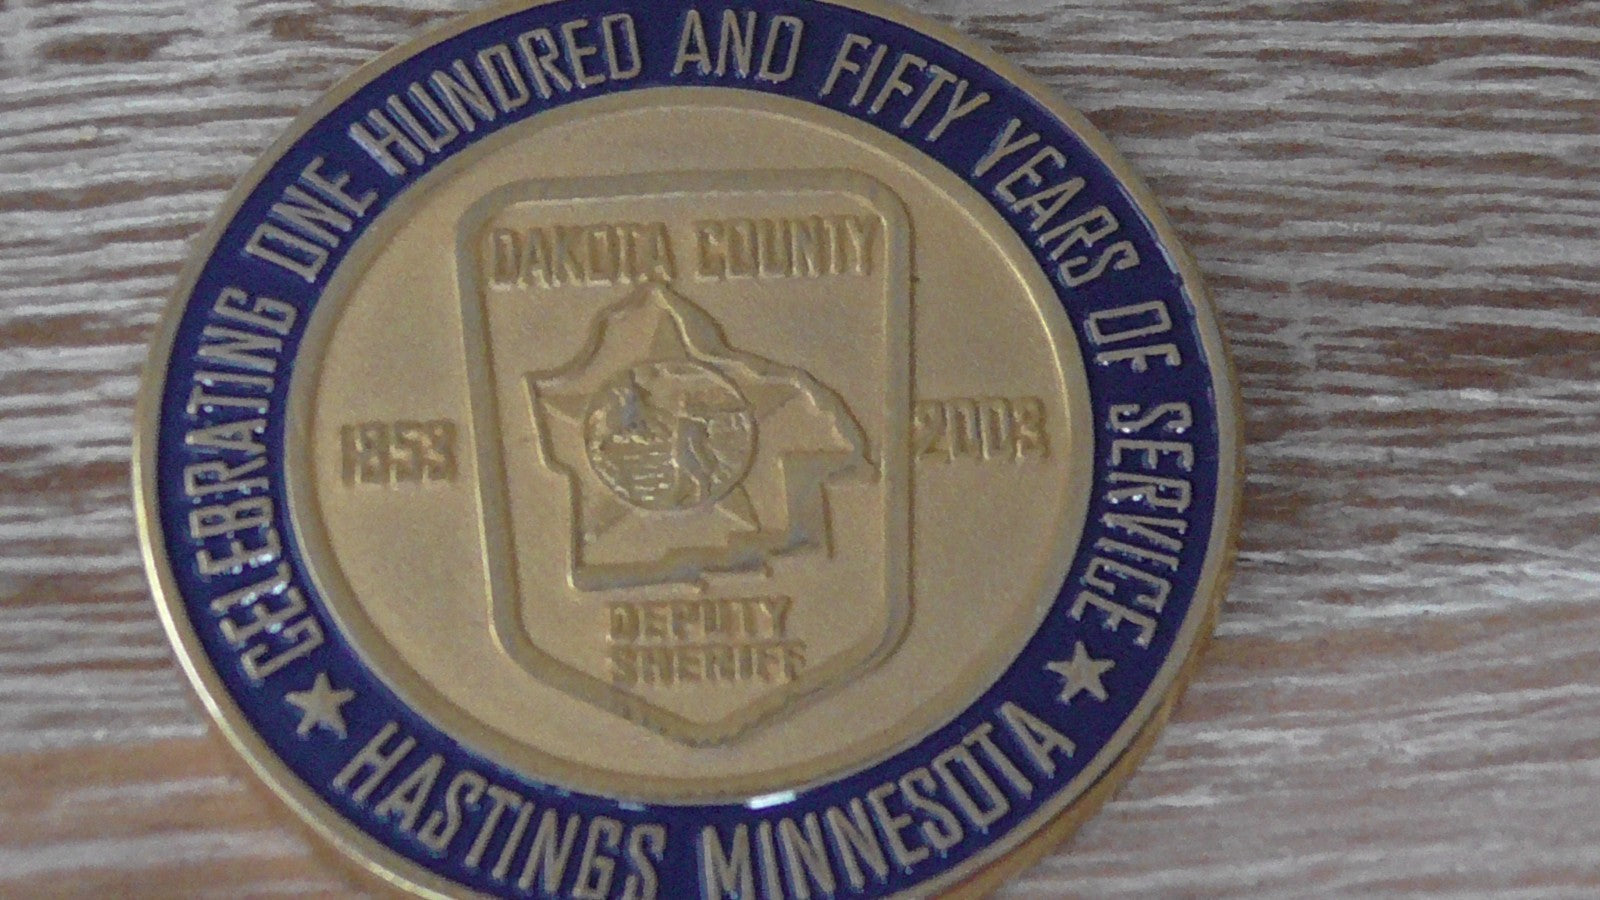 CELEBRATING ONE HUNDRED AND FIFTY YEARS OF SERVICE
DAKOTA COUNTY
1853
2003
DEPUTY
SHERIFF
HASTINGS MINNESOTA